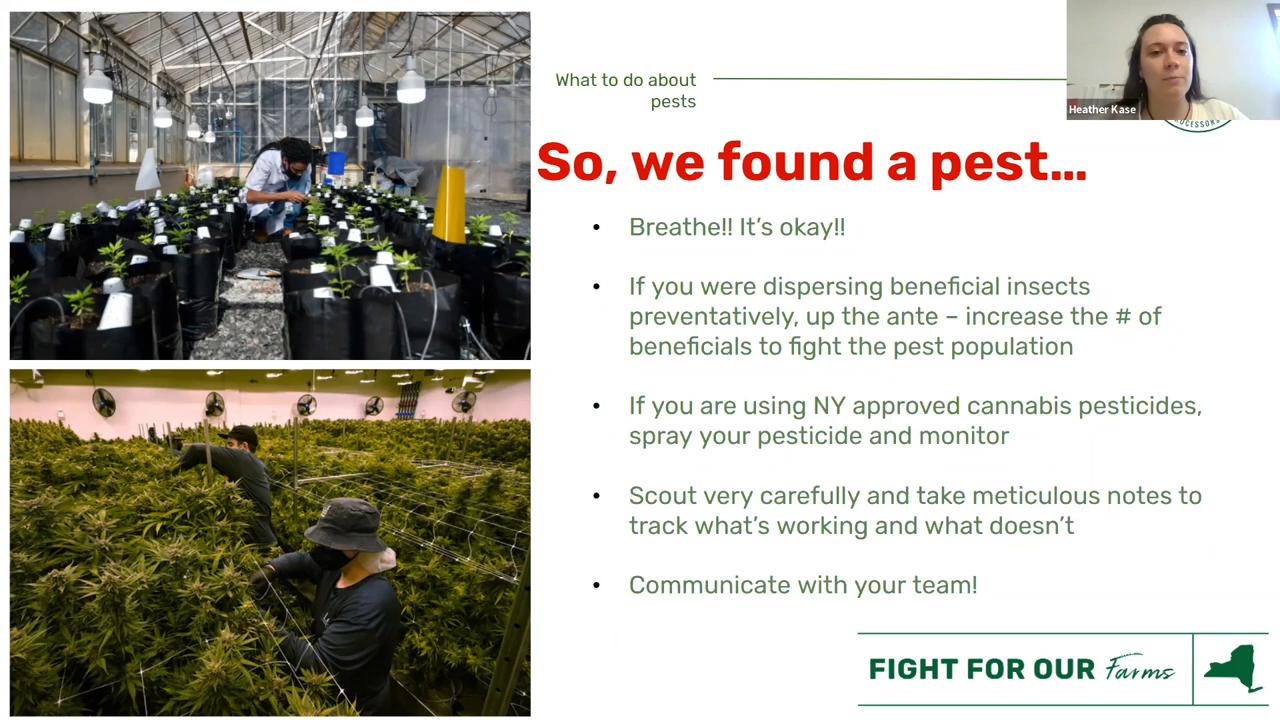 What to do about
pests
Heather Kase
ROCESSORS
So, we found a pest...
• Breathe!! It's okay!!
• If you were dispersing beneficial insects
preventatively, up the ante – increase the # of
beneficials to fight the pest population
• If you are using NY approved cannabis pesticides,
spray your pesticide and monitor
• Scout very carefully and take meticulous notes to
track what's working and what doesn't
• Communicate with your team!
FIGHT FOR OUR Farms